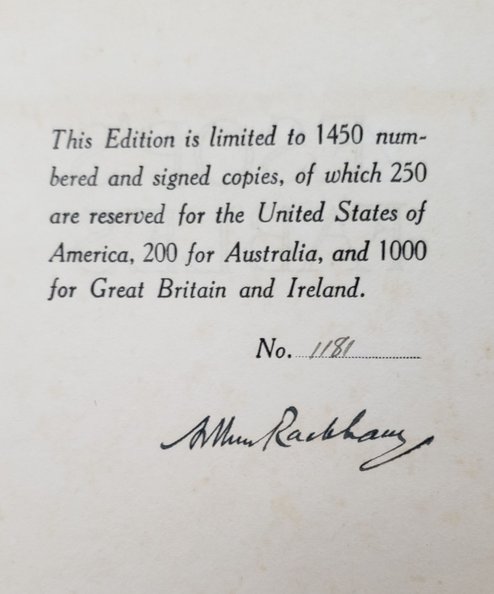 This Edition is limited to 1450 num-
bered and signed copies, of which 250
are reserved for the United States of
America, 200 for Australia, and 1000
for Great Britain and Ireland.
No. 1181
Arthur Rackham